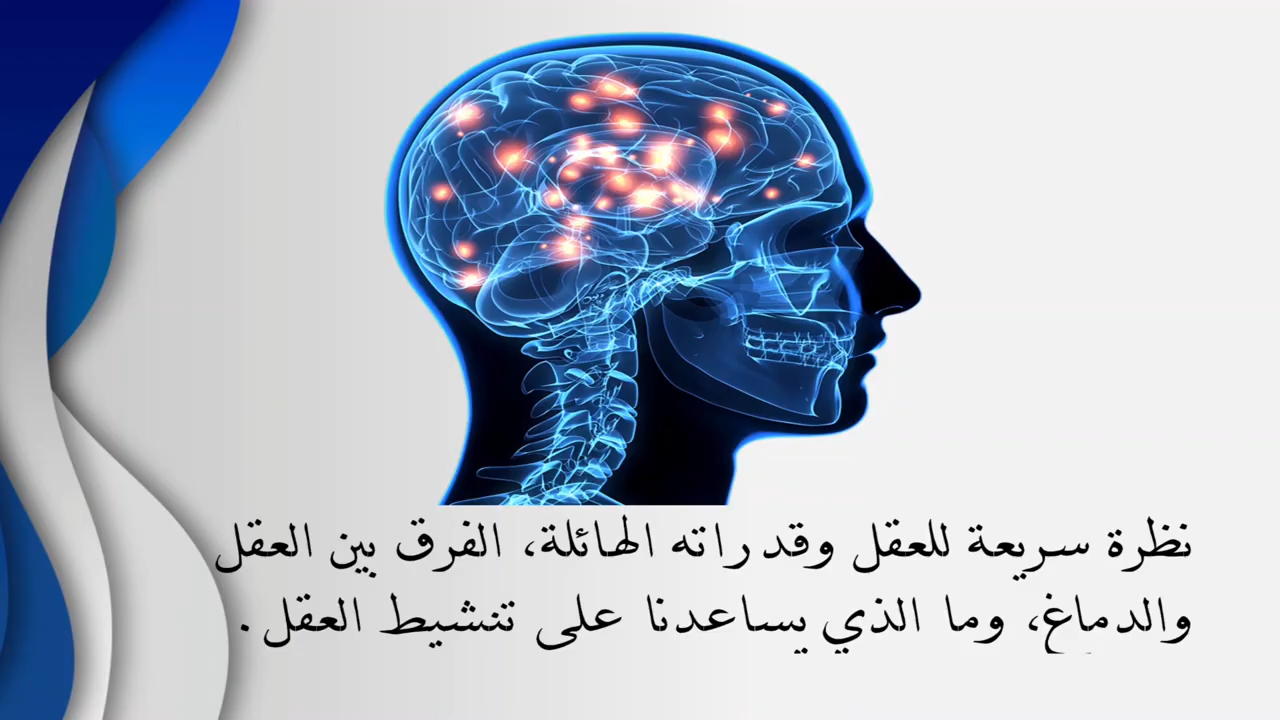 نظرة سريعة للعقل وقدراته الهائلة، الفرق بين العقل
والدماغ، وما الذي يساعدنا على تنشيط العقل.